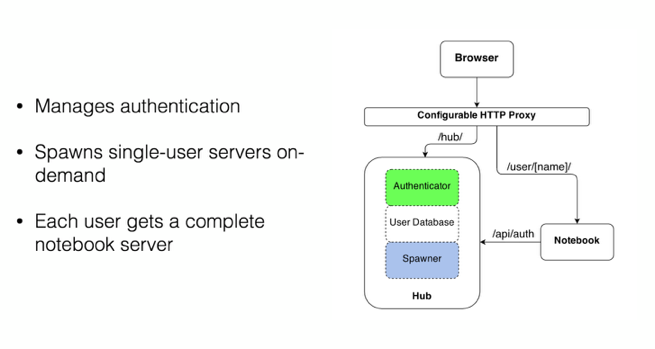 • Manages authentication
• Spawns single-user servers on-
demand
• Each user gets a complete
notebook server
Browser
Configurable HTTP Proxy
/hub/
/user/[name]/
Authenticator
User Database
/api/auth
Notebook
Spawner
Hub